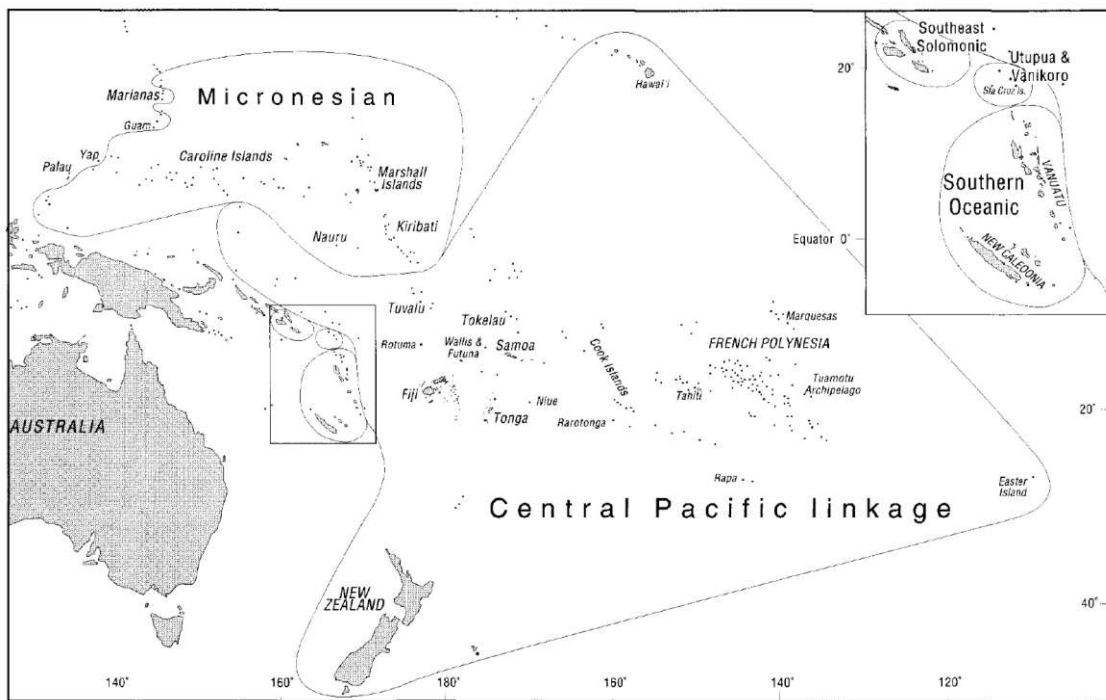 Micronesian
Marianas
Guam
Yap
Palau
Caroline Islands
Marshall
Islands
Kiribati
Nauru
Hawai'i
Southeast
Solomonic
Utupua &
Vanikoro
Sta Cruz is.
VANUATU
Southern
Oceanic
NEW CALEDONIA
20°
Equator 0°
20°
40°
Tuvalu
Tokelau
Rotuma
Wallis &
Futuna
Samoa
Fiji
Tonga
Niue
Cook Islands
Rarotonga
Tahiti
Marquesas
FRENCH POLYNESIA
Tuamotu
Archipelago
Rapa
Easter
Island
AUSTRALIA
Central Pacific linkage
NEW
ZEALAND
140°
160°
180°
160°
140°
120°